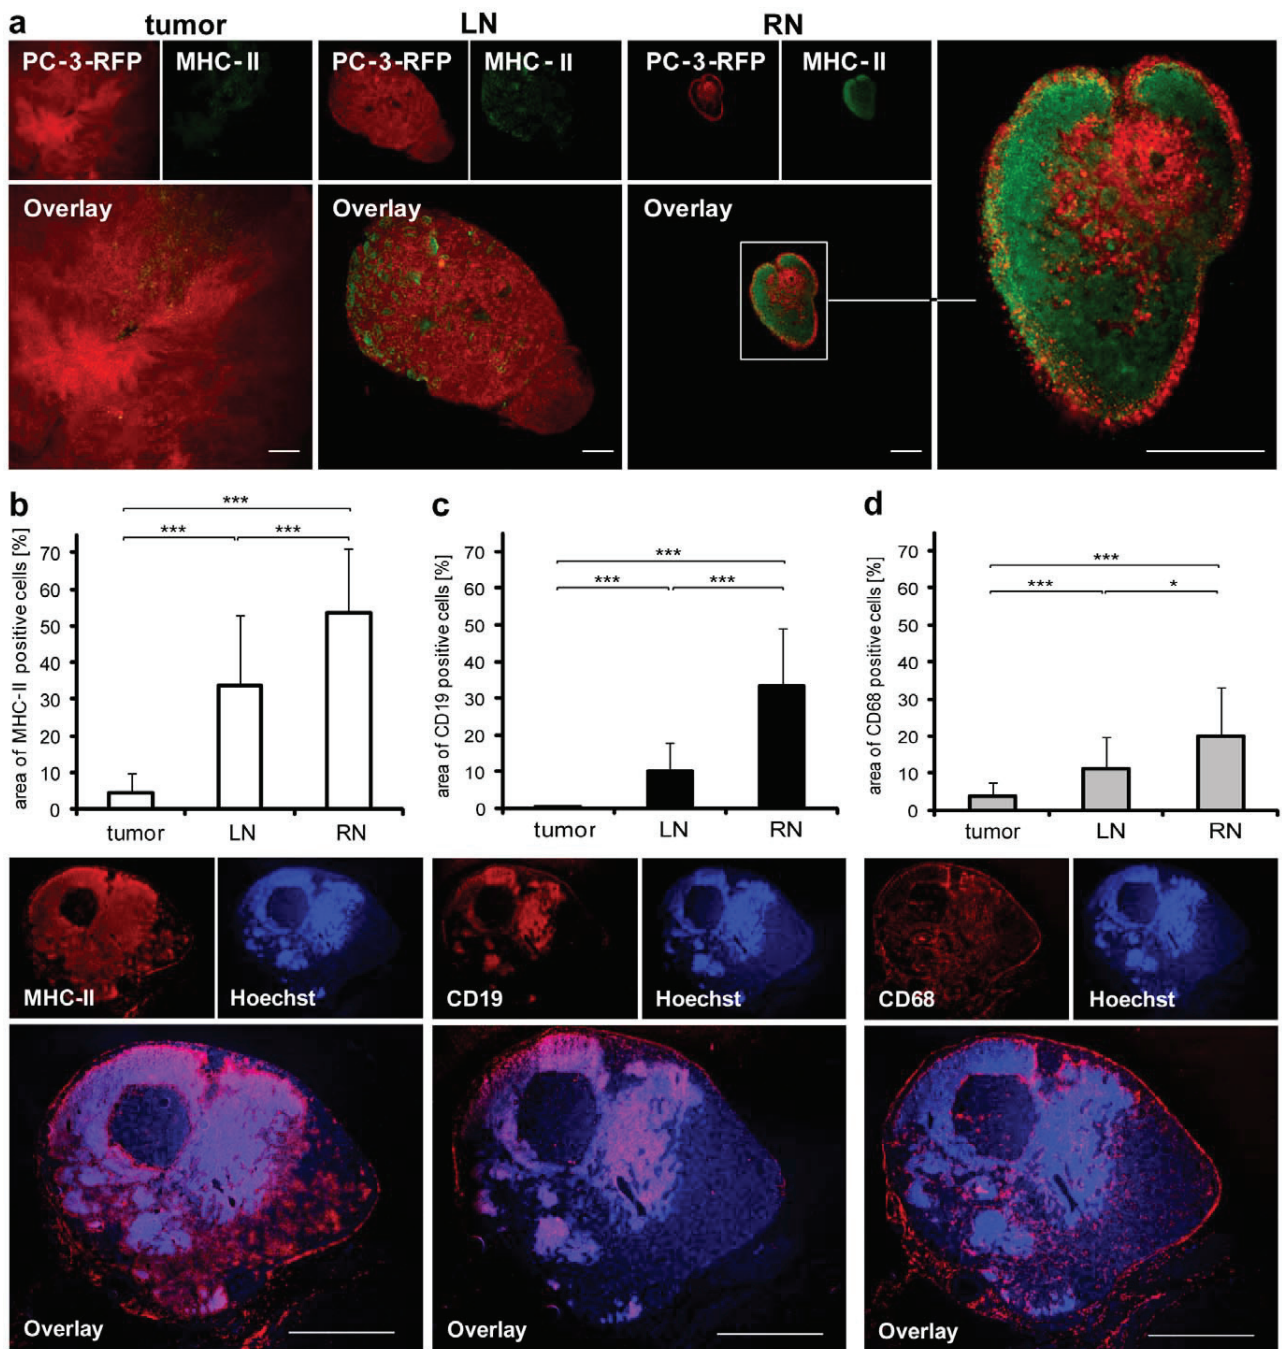 a
tumor
LN
RN
PC-3-RFP
MHC-II
PC-3-RFP
MHC-II
PC-3-RFP
MHC-II
Overlay
Overlay
Overlay
b
***
***
***
area of MHC-II positive cells [%]
70
60
50
40
30
20
10
0
tumor
LN
RN
c
***
***
***
area of CD19 positive cells [%]
70
60
50
40
30
20
10
0
tumor
LN
RN
d
***
***
*
area of CD68 positive cells [%]
70
60
50
40
30
20
10
0
tumor
LN
RN
MHC-II
Hoechst
CD19
Hoechst
CD68
Hoechst
Overlay
Overlay
Overlay